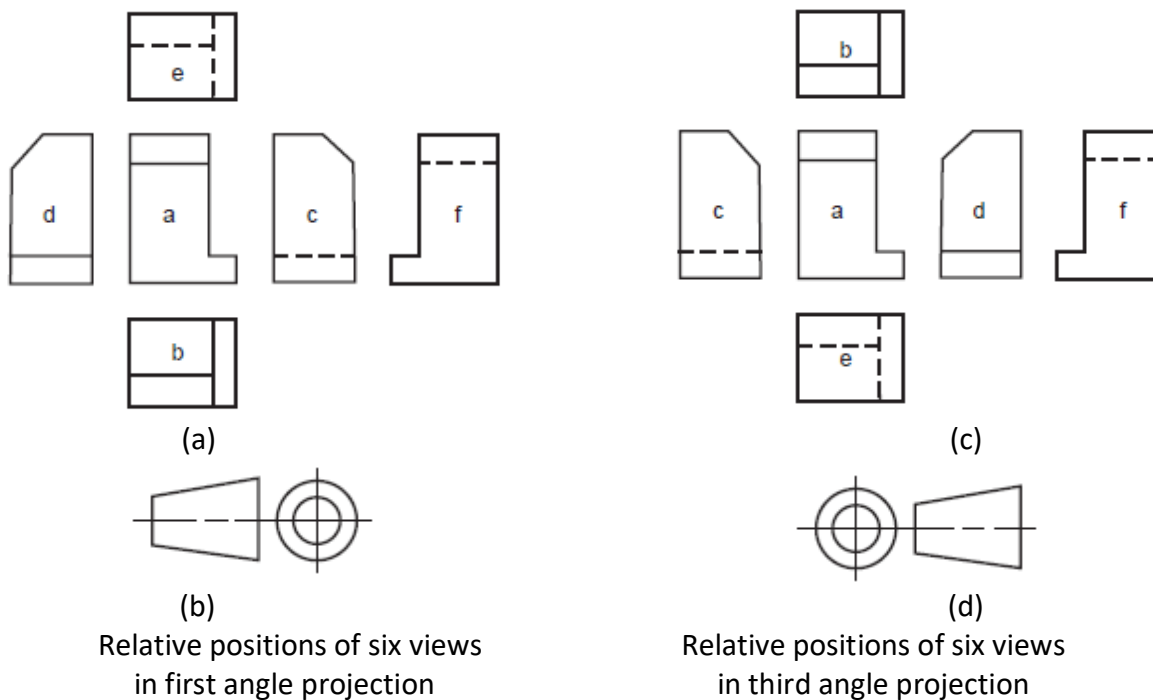 e
b
d
a
c
f
c
a
d
f
b
e
(a)
(c)
(b)
(d)
Relative positions of six views
in first angle projection
Relative positions of six views
in third angle projection